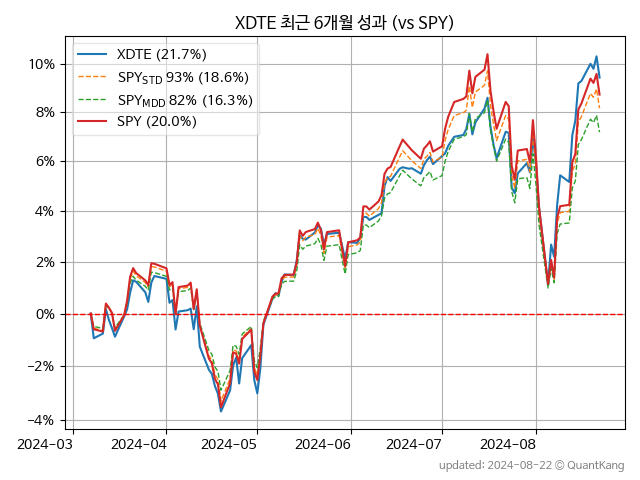 XDTE 최근 6개월 성과 (vs SPY)
XDTE (21.7%)
SPY_STD 93% (18.6%)
SPY_MDD 82% (16.3%)
SPY (20.0%)
10%
8%
6%
4%
2%
0%
−2%
−4%
2024-03 2024-04 2024-05 2024-06 2024-07 2024-08
updated: 2024-08-22 © QuantKang